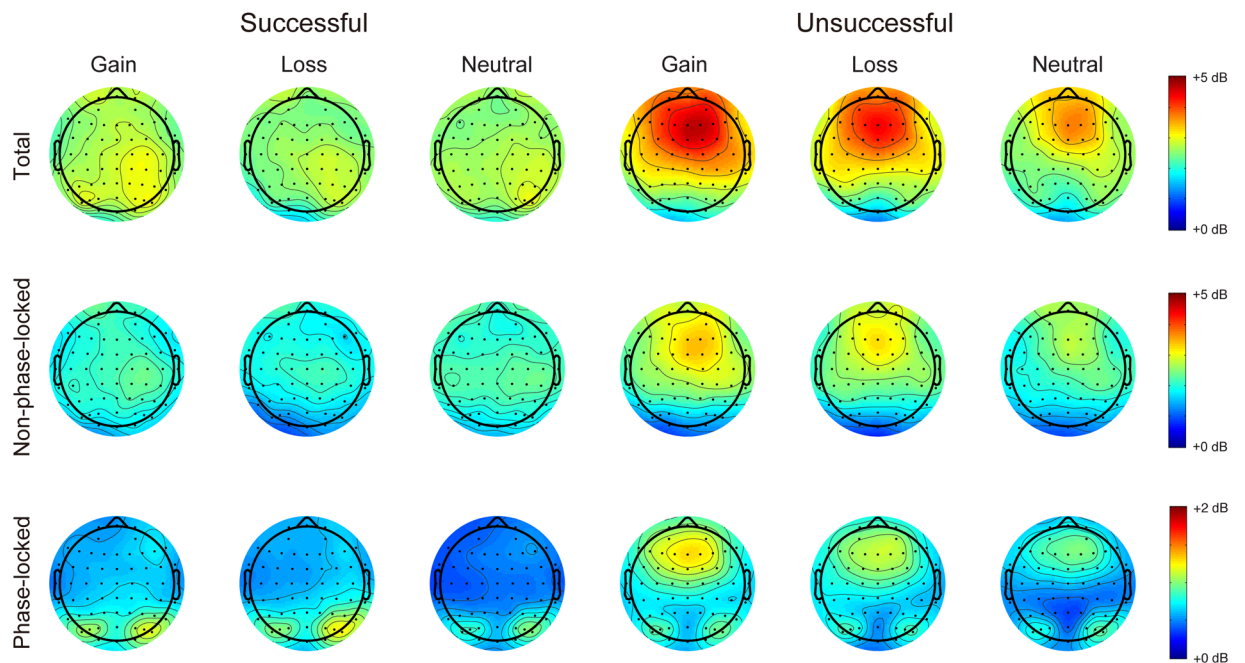 Successful Unsuccessful
Gain Loss Neutral Gain Loss Neutral
Total
+5 dB
+0 dB
Non-phase-locked
+5 dB
+0 dB
Phase-locked
+2 dB
+0 dB